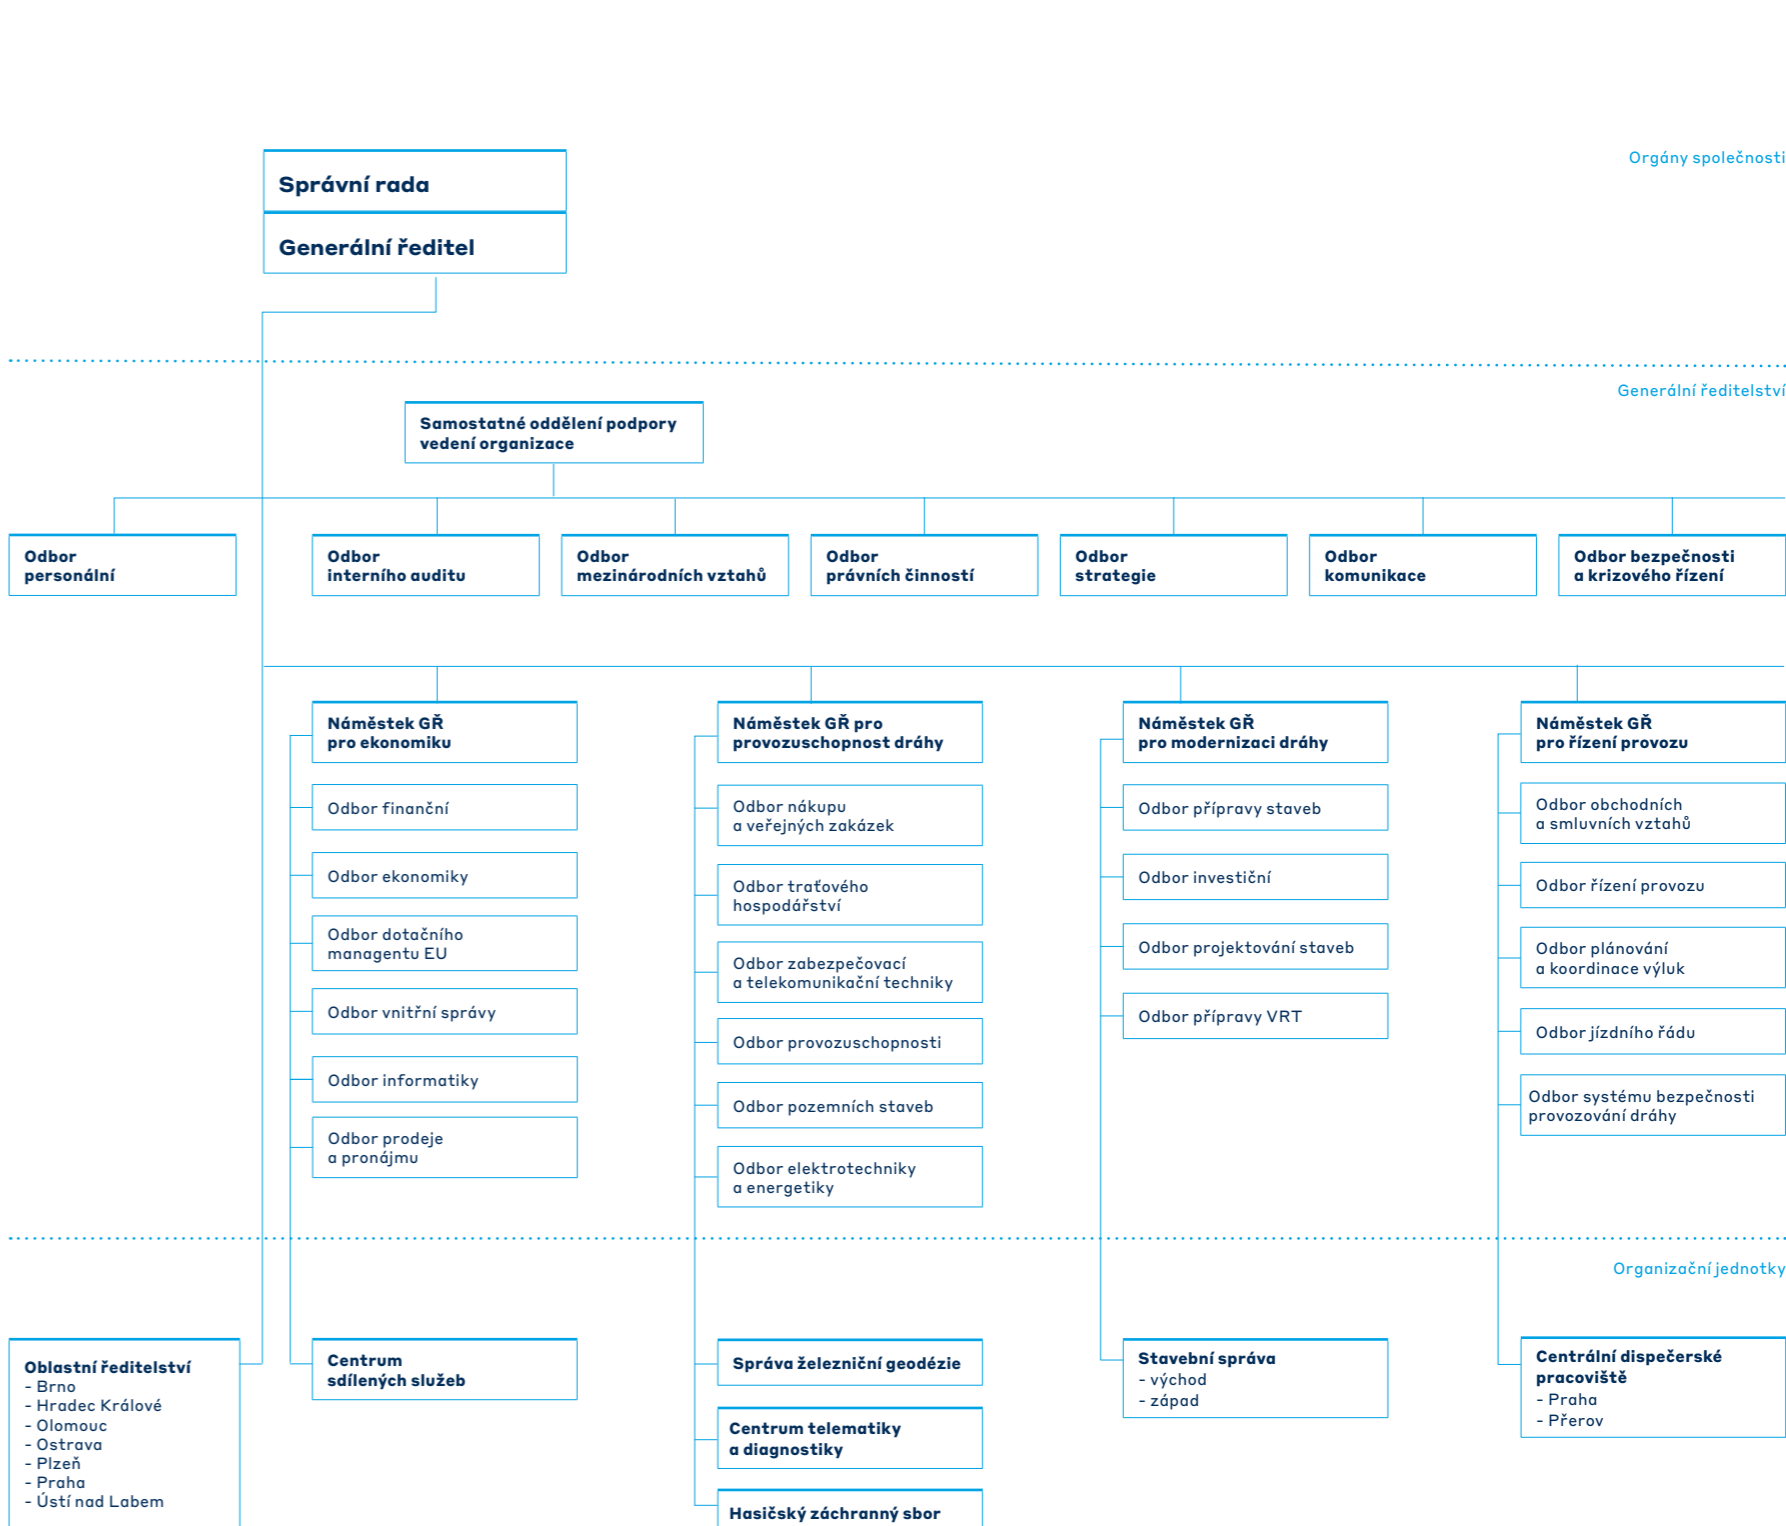 Orgány společnosti
Správní rada
Generální ředitel
Generální ředitelství
Samostatné oddělení podpory
vedení organizace
Odbor
personální
Odbor
interního auditu
Odbor
mezinárodních vztahů
Odbor
právních činností
Odbor
strategie
Odbor
komunikace
Odbor bezpečnosti
a krizového řízení
Náměstek GŘ
pro ekonomiku
Odbor finanční
Odbor ekonomiky
Odbor dotačního
managentu EU
Odbor vnitřní správy
Odbor informatiky
Odbor prodeje
a pronájmu
Náměstek GŘ pro
provozuschopnost dráhy
Odbor nákupu
a veřejných zakázek
Odbor traťového
hospodářství
Odbor zabezpečovací
a telekomunikační techniky
Odbor provozuschopnosti
Odbor pozemních staveb
Odbor elektrotechniky
a energetiky
Náměstek GŘ
pro modernizaci dráhy
Odbor přípravy staveb
Odbor investiční
Odbor projektování staveb
Odbor přípravy VRT
Náměstek GŘ
pro řízení provozu
Odbor obchodních
a smluvních vztahů
Odbor řízení provozu
Odbor plánování
a koordinace výluk
Odbor jízdního řádu
Odbor systému bezpečnosti
provozování dráhy
Organizační jednotky
Oblastní ředitelství
- Brno
- Hradec Králové
- Olomouc
- Ostrava
- Plzeň
- Praha
- Ústí nad Labem
Centrum
sdílených služeb
Správa železniční geodézie
Centrum telematiky
a diagnostiky
Hasičský záchranný sbor
Stavební správa
- východ
- západ
Centrální dispečerské
pracoviště
- Praha
- Přerov